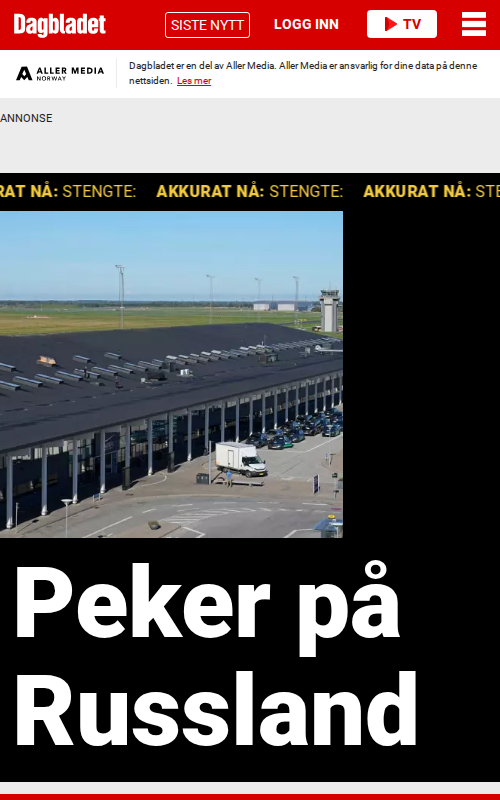 Dagbladet
SISTE NYTT
LOGG INN
TV
ALLER MEDIA
NORWAY
Dagbladet er en del av Aller Media. Aller Media er ansvarlig for dine data på denne
nettsiden. Les mer
ANNONSE
RAT NÅ: STENGTE: AKKURAT NÅ: STENGTE: AKKURAT NÅ: STE
Peker på
Russland